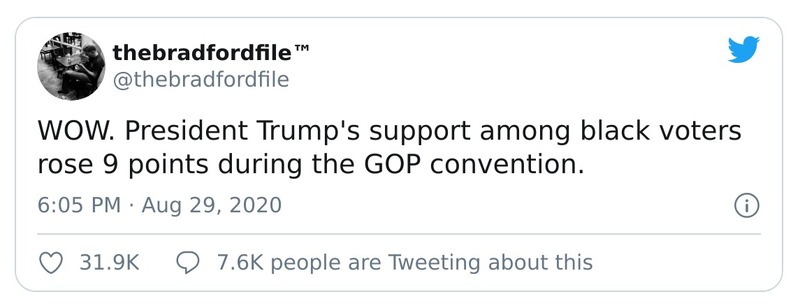 thebradfordfile™
@thebradfordfile
WOW. President Trump's support among black voters
rose 9 points during the GOP convention.
6:05 PM · Aug 29, 2020
31.9K 7.6K people are Tweeting about this